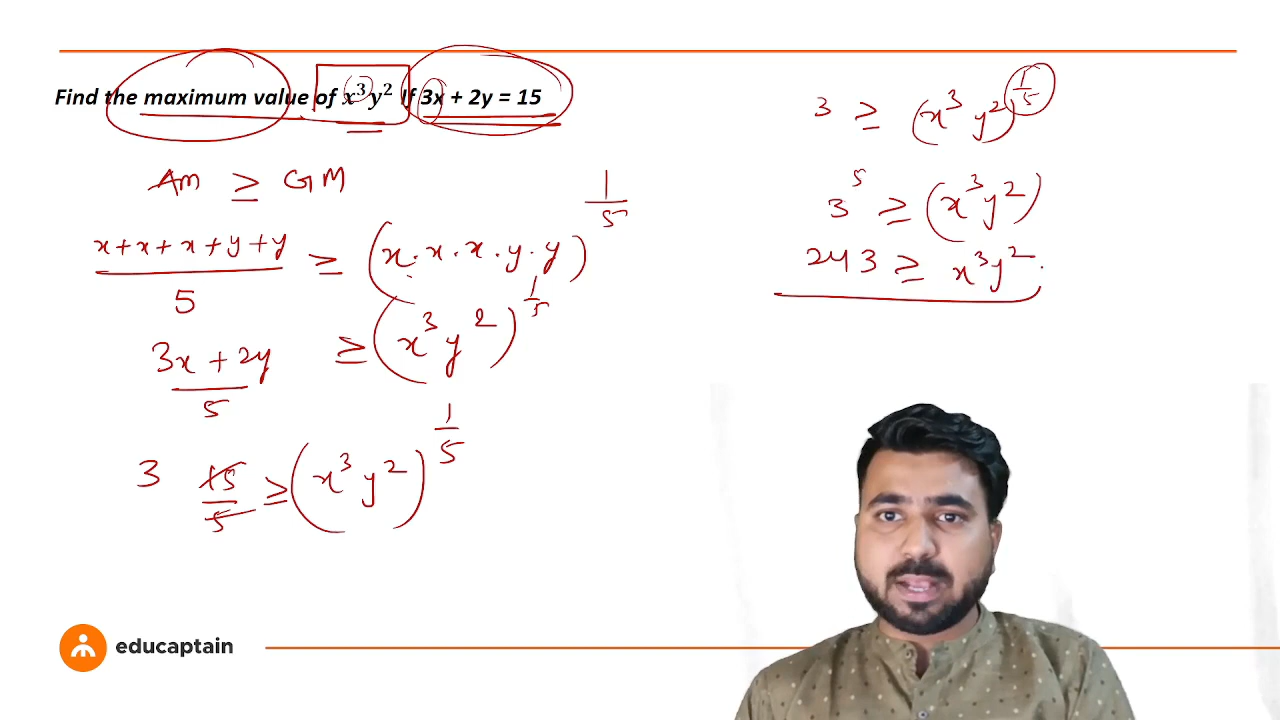 Find the maximum value of x³y² If 3x + 2y = 15
Am ≥ GM
x+x+x+y+y / 5 ≥ (x·x·x·y·y)^1/5
3x + 2y / 5 ≥ (x³y²)^1/5
3 15/5 ≥ (x³y²)^1/5
3 ≥ (x³y²)^1/5
3⁵ ≥ (x³y²)
243 ≥ x³y².
educaptain